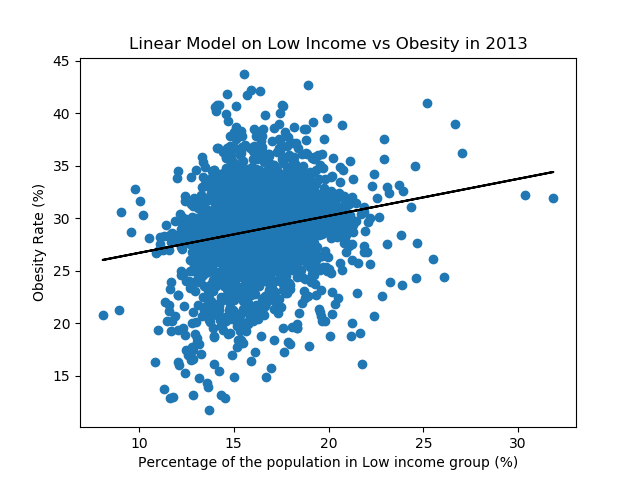 Linear Model on Low Income vs Obesity in 2013
45
40
35
30
25
20
15
Obesity Rate (%)
10 15 20 25 30
Percentage of the population in Low income group (%)